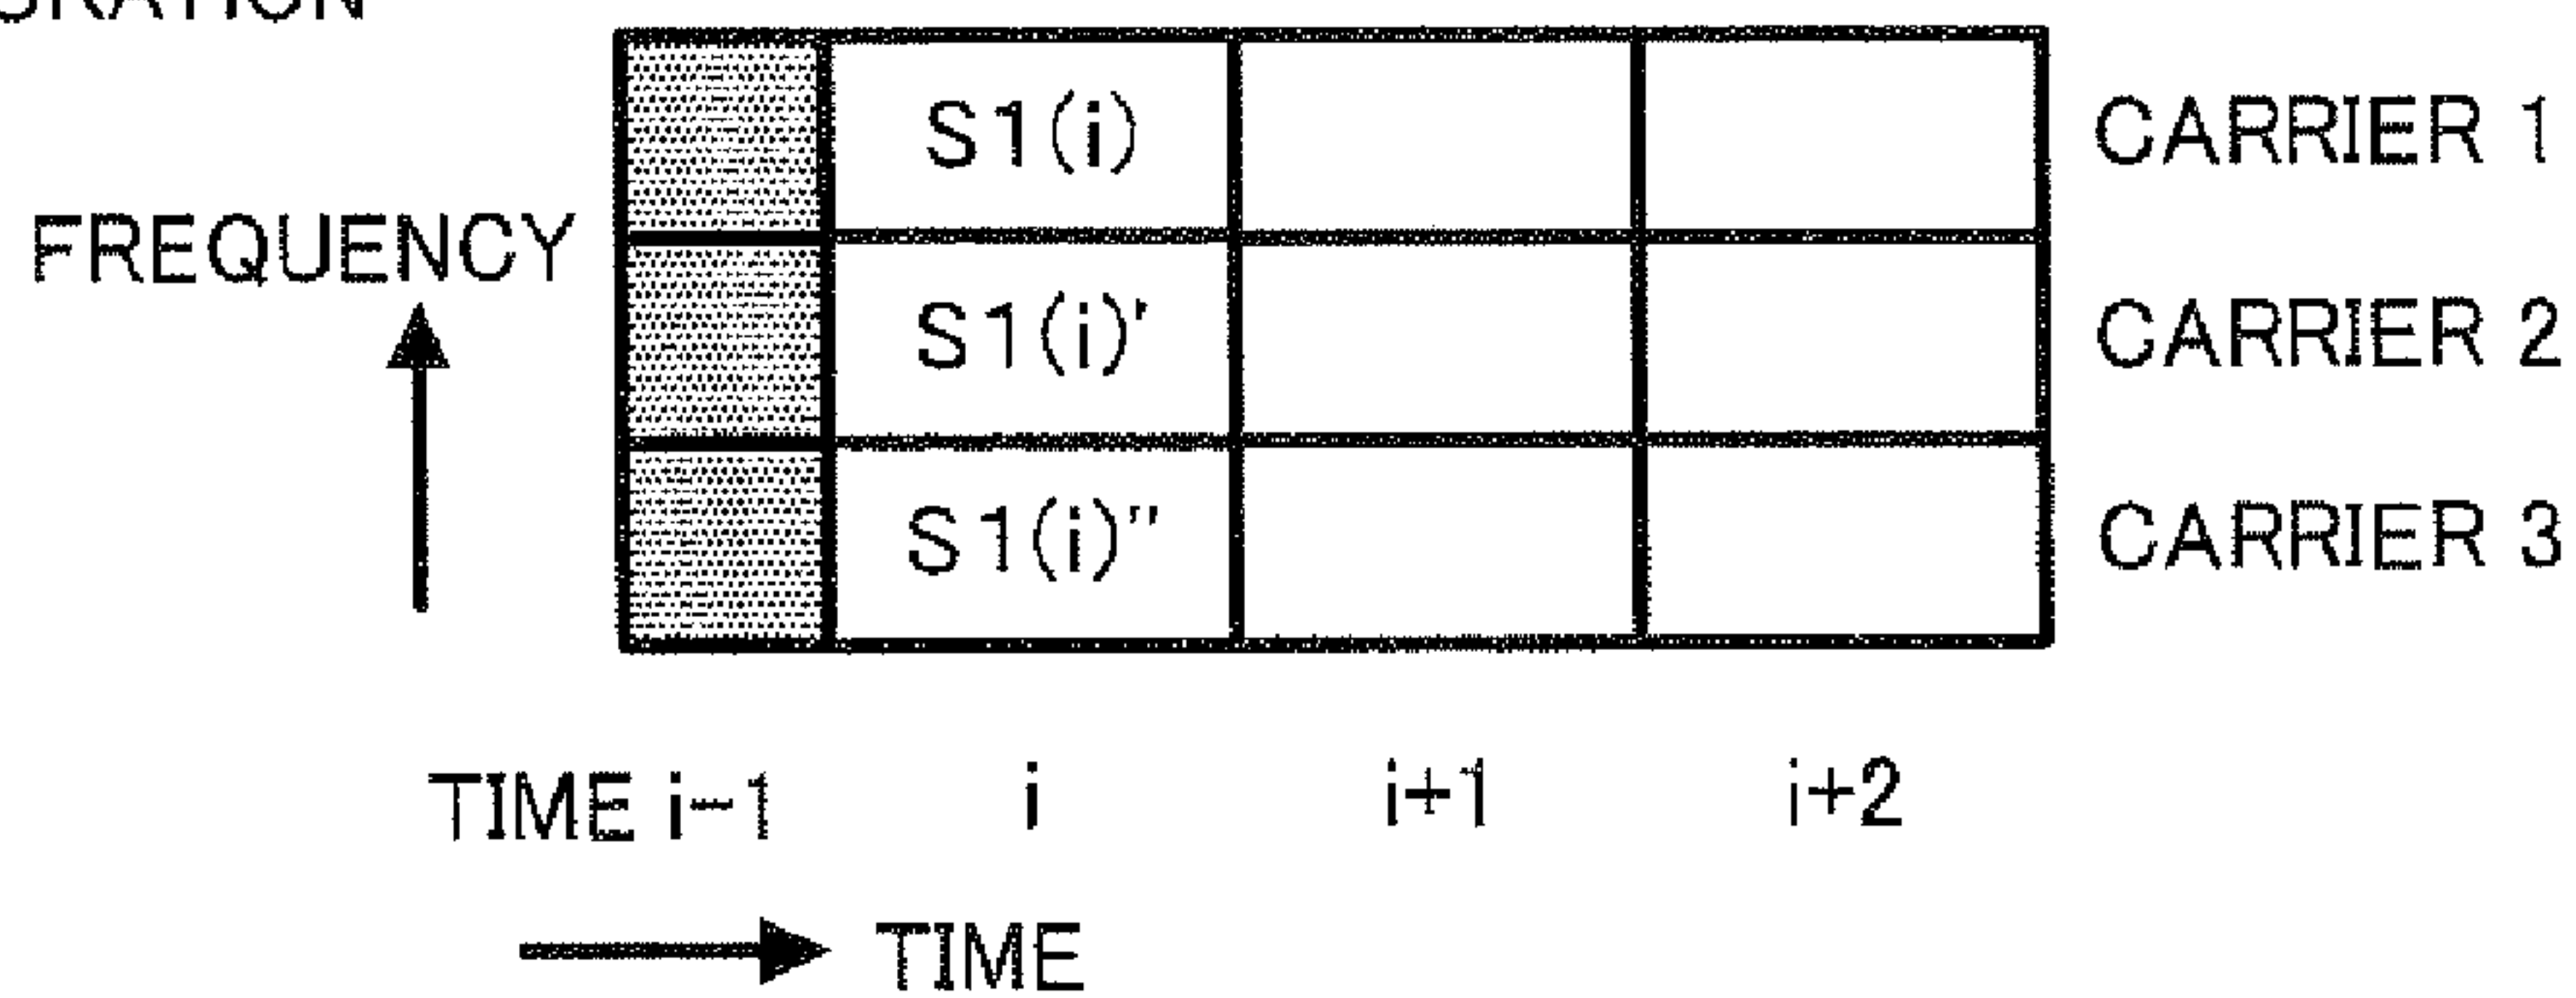 S1(i) CARRIER 1
FREQUENCY
S1(i)' CARRIER 2
S1(i)" CARRIER 3
TIME i-1 i i+1 i+2
TIME